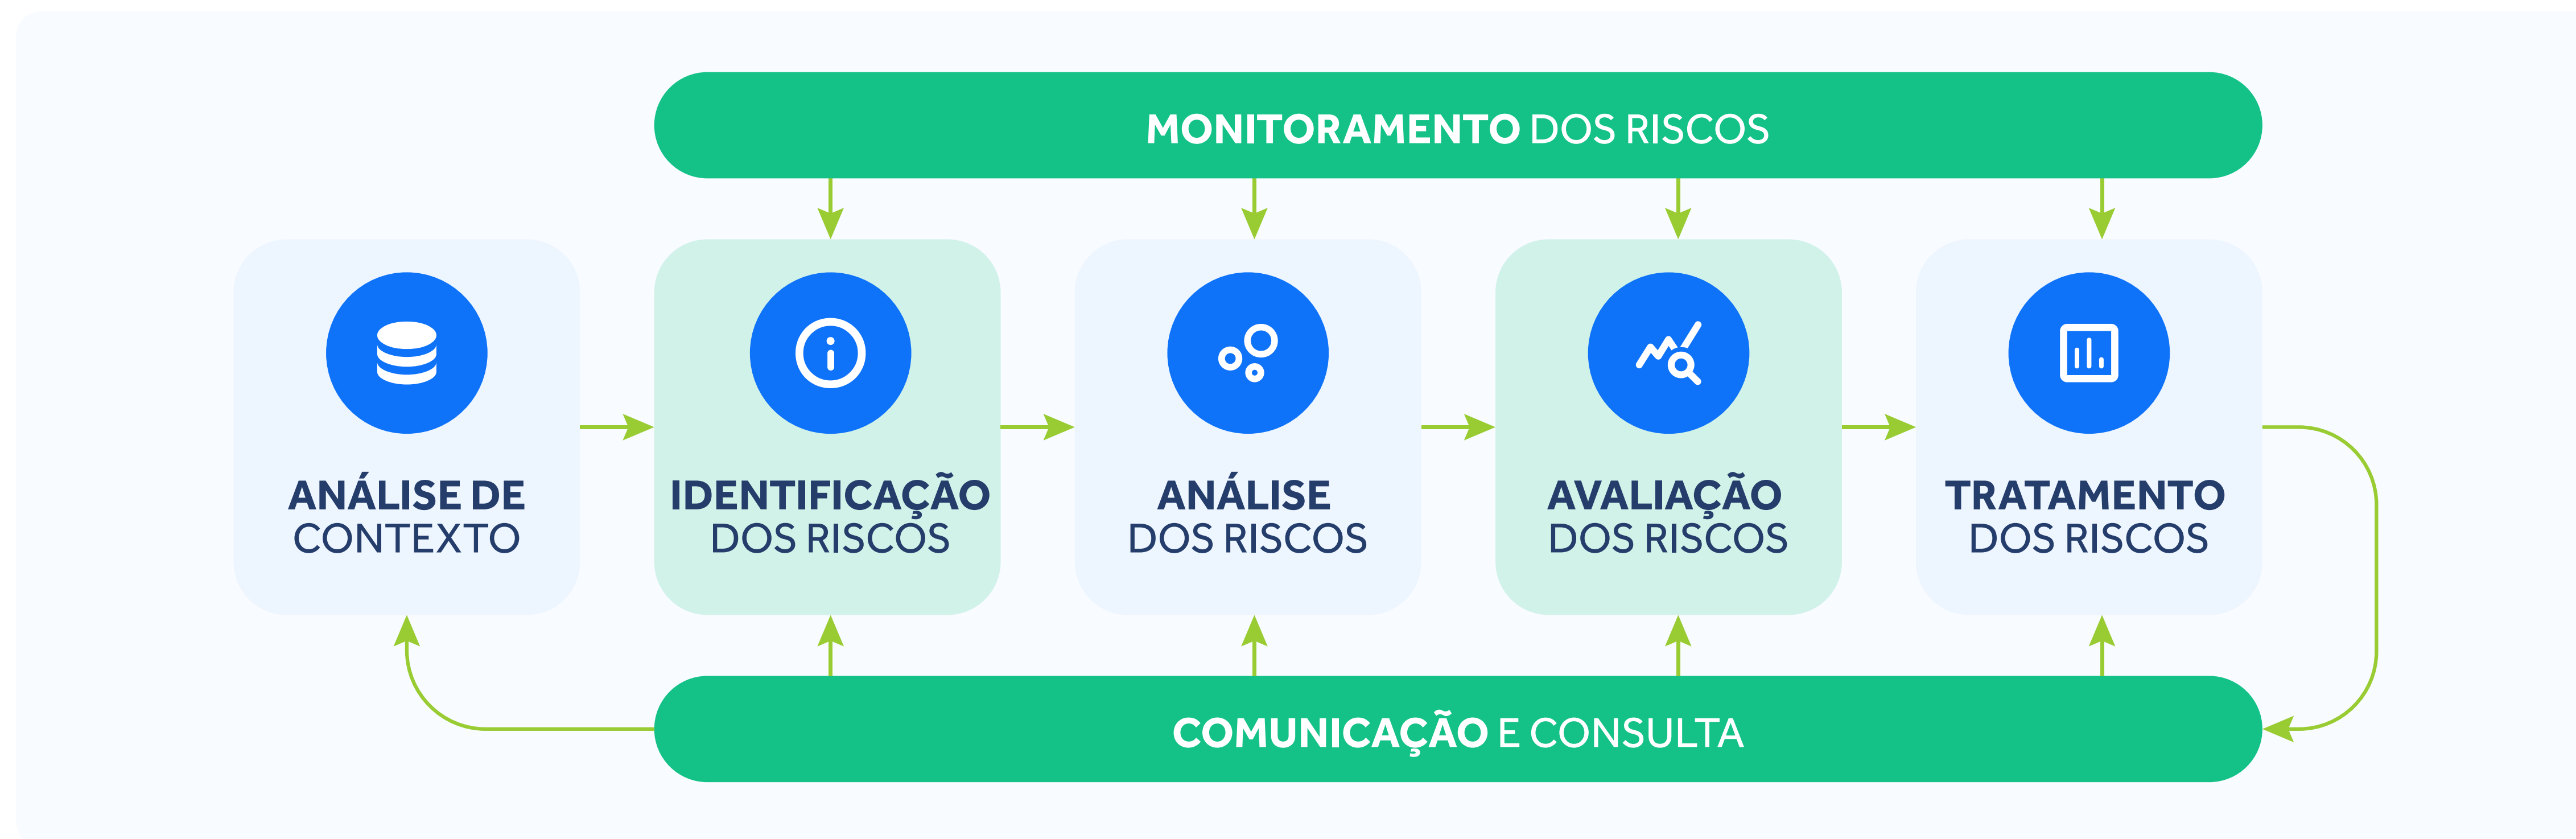 MONITORAMENTO DOS RISCOS
ANÁLISE DE
CONTEXTO
IDENTIFICAÇÃO
DOS RISCOS
ANÁLISE
DOS RISCOS
AVALIAÇÃO
DOS RISCOS
TRATAMENTO
DOS RISCOS
COMUNICAÇÃO E CONSULTA